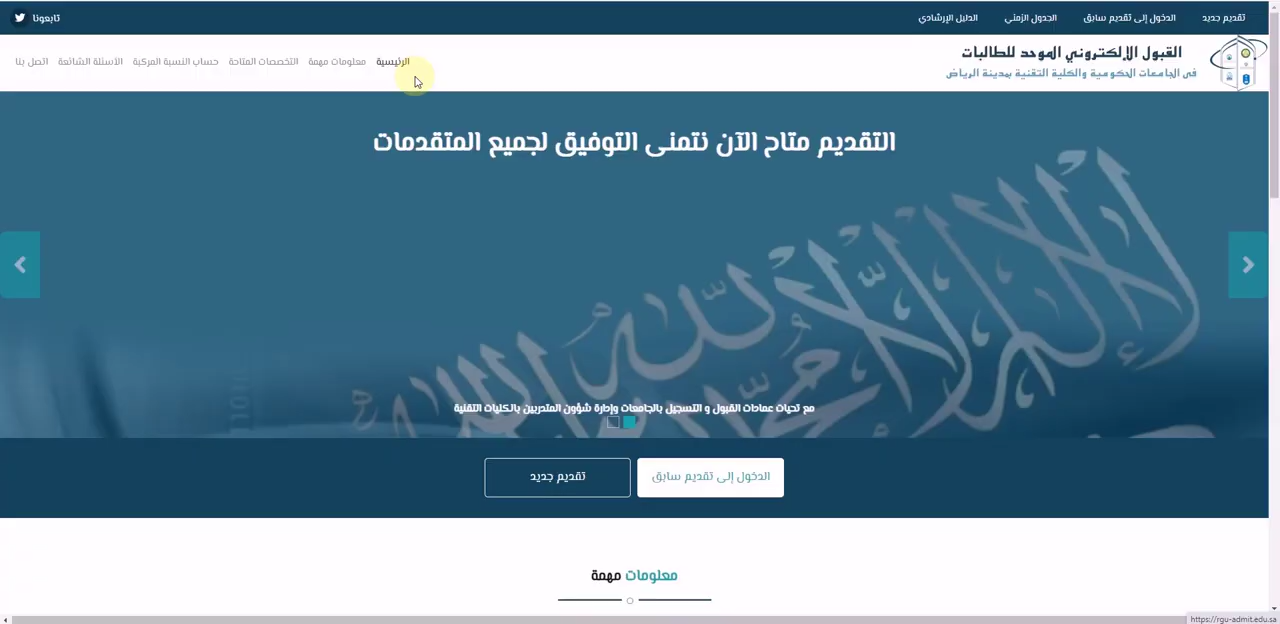 تقديم جديد
الدخول إلى تقديم سابق
الجدول الزمني
الدليل الإرشادي
تابعونا
القبول الإلكتروني الموحد للطالبات
في الجامعات الحكومية والكلية التقنية بمدينة الرياض
الرئيسية
معلومات مهمة
التخصصات المتاحة
حساب النسبة المركبة
الأسئلة الشائعة
اتصل بنا
التقديم متاح الآن نتمنى التوفيق لجميع المتقدمات
مع تحيات عمادات القبول و التسجيل بالجامعات وإدارة شؤون المتدربين بالكليات التقنية
الدخول إلى تقديم سابق
تقديم جديد
معلومات مهمة
https://rgu-admit.edu.sa